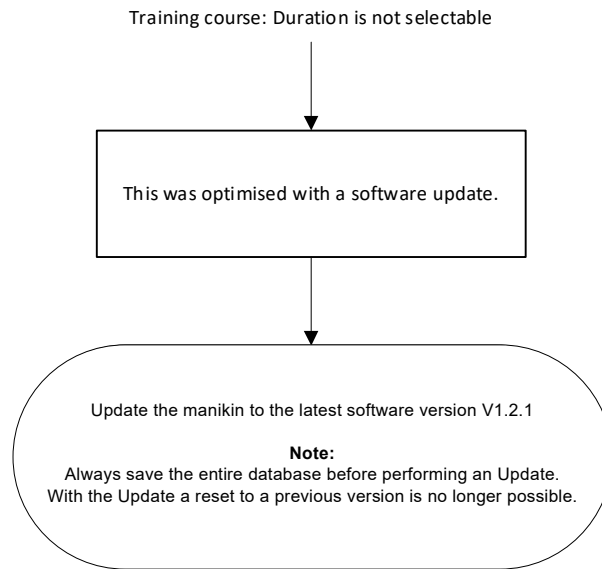 Training course: Duration is not selectable
This was optimised with a software update.
Update the manikin to the latest software version V1.2.1
Note:
Always save the entire database before performing an Update.
With the Update a reset to a previous version is no longer possible.